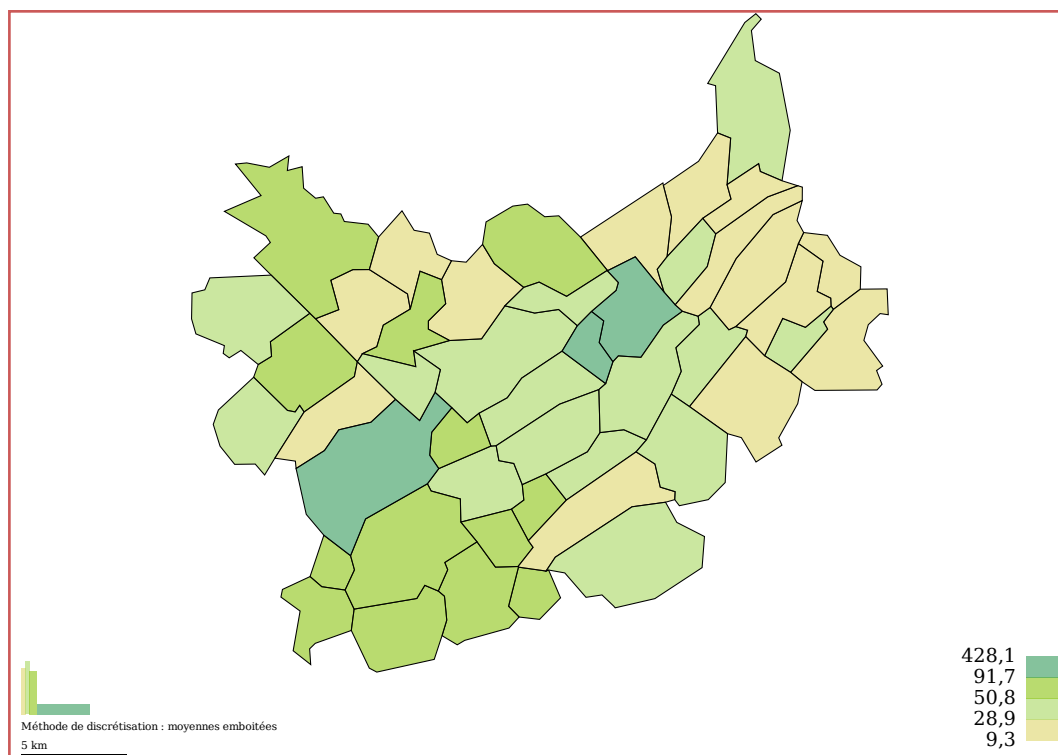 428,1
91,7
50,8
28,9
9,3
Méthode de discrétisation : moyennes emboitées
5 km